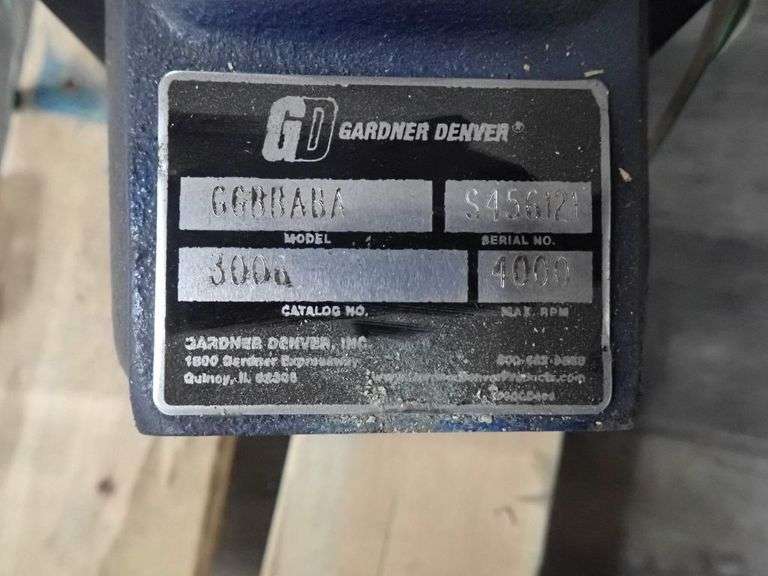 GD GARDNER DENVER®
GGBBABA S456121
MODEL SERIAL NO.
4000
CATALOG NO. MAX. RPM
GARDNER DENVER, INC.
1800 Gardner Expressway
Quincy, IL 62305